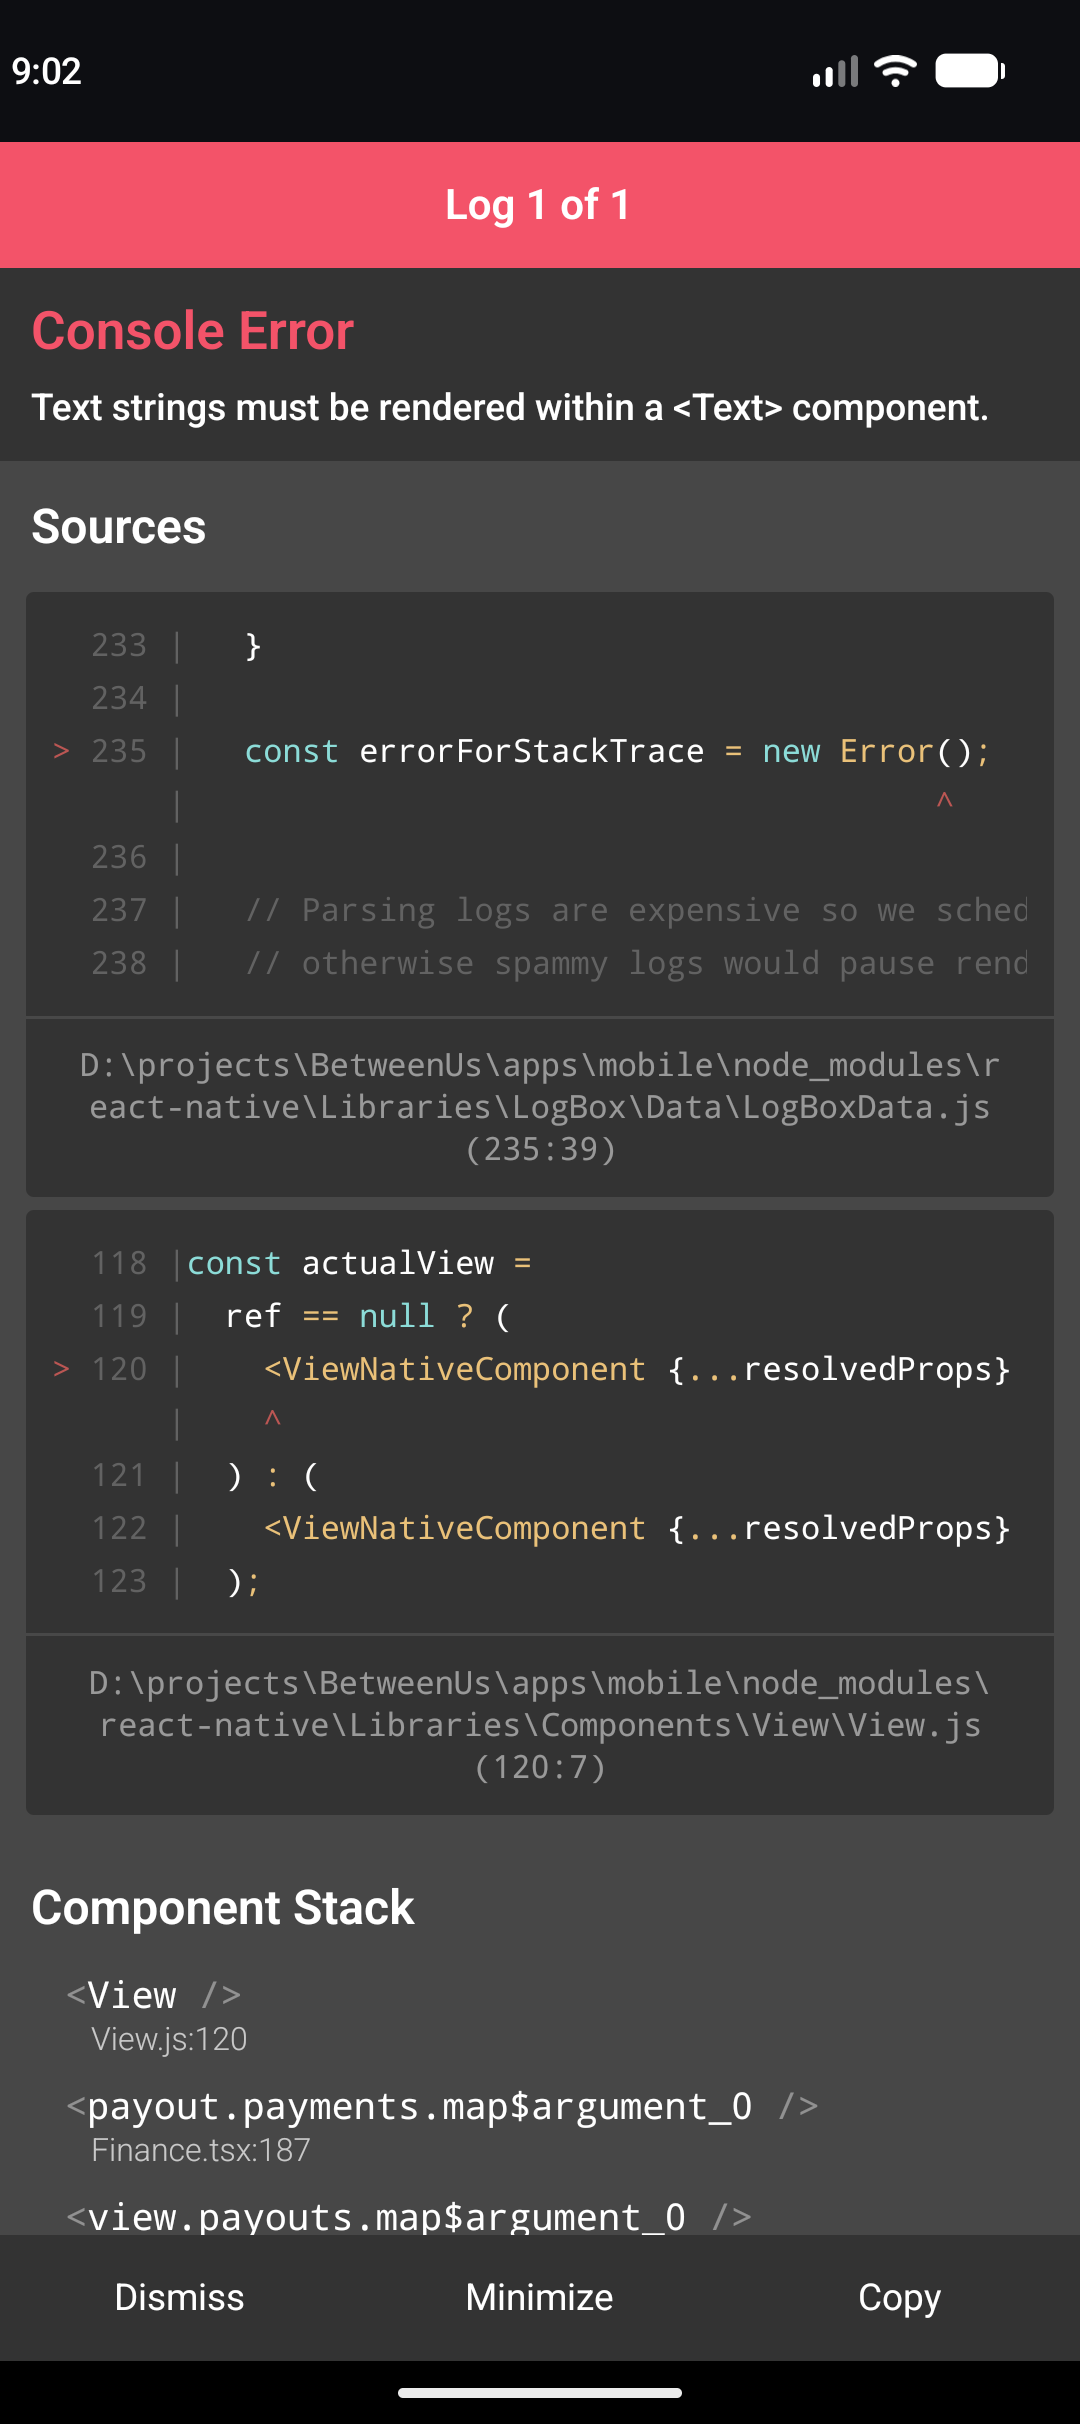 9:02
Log 1 of 1
Console Error
Text strings must be rendered within a <Text> component.
Sources
233 |   }
234 |
> 235 |   const errorForStackTrace = new Error();
|                                       ^
236 |
237 |   // Parsing logs are expensive so we sched
238 |   // otherwise spammy logs would pause rend
D:\projects\BetweenUs\apps\mobile\node_modules\r
eact-native\Libraries\LogBox\Data\LogBoxData.js
(235:39)
118 |const actualView =
119 |  ref == null ? (
> 120 |    <ViewNativeComponent {...resolvedProps}
|    ^
121 |  ) : (
122 |    <ViewNativeComponent {...resolvedProps}
123 |  );
D:\projects\BetweenUs\apps\mobile\node_modules\
react-native\Libraries\Components\View\View.js
(120:7)
Component Stack
<View />
View.js:120
<payout.payments.map$argument_0 />
Finance.tsx:187
<view.payouts.map$argument_0 />
Dismiss
Minimize
Copy